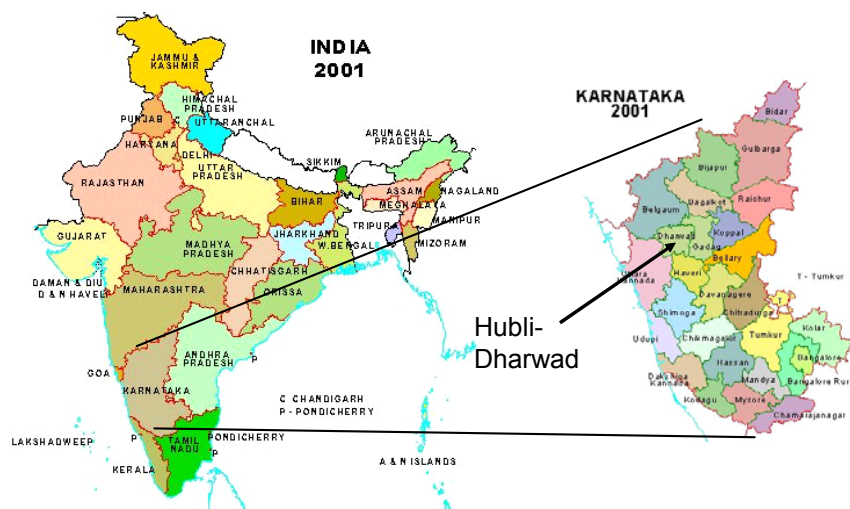 INDIA
2001
JAMMU &
KASHMIR
HIMACHAL
PRADESH
PUNJAB
C
UTTARANCHAL
HARYANA
DELHI
UTTAR
PRADESH
RAJASTHAN
SIKKIM
ARUNACHAL
PRADESH
ASSAM
NAGALAND
MEGHALAYA
MANIPUR
TRIPURA
MIZORAM
BIHAR
JHARKHAND
W.BENGAL
GUJARAT
MADHYA
PRADESH
CHHATISGARH
ORISSA
DAMAN & DIU
D & N HAVELI
MAHARASHTRA
ANDHRA
PRADESH
P
GOA
KARNATAKA
C CHANDIGARH
P - PONDICHERRY
LAKSHADWEEP
P
TAMIL
NADU
PONDICHERRY
P
KERALA
A & N ISLANDS
KARNATAKA
2001
Bidar
Gulbarga
Bijapur
Raichur
Bagalkot
Belgaum
Koppal
Dharwad
Gadag
Bellary
Uttara
Kannada
Haveri
Davanagere
T - Tumkur
Shimoga
Chitradurga
T
Udupi
Chikmagalur
Tumkur
Kolar
Hassan
Bangalore
Dakshina
Kannada
Mandya
Bangalore Rur
Kodagu
Mysore
Chamarajanagar
Hubli-
Dharwad